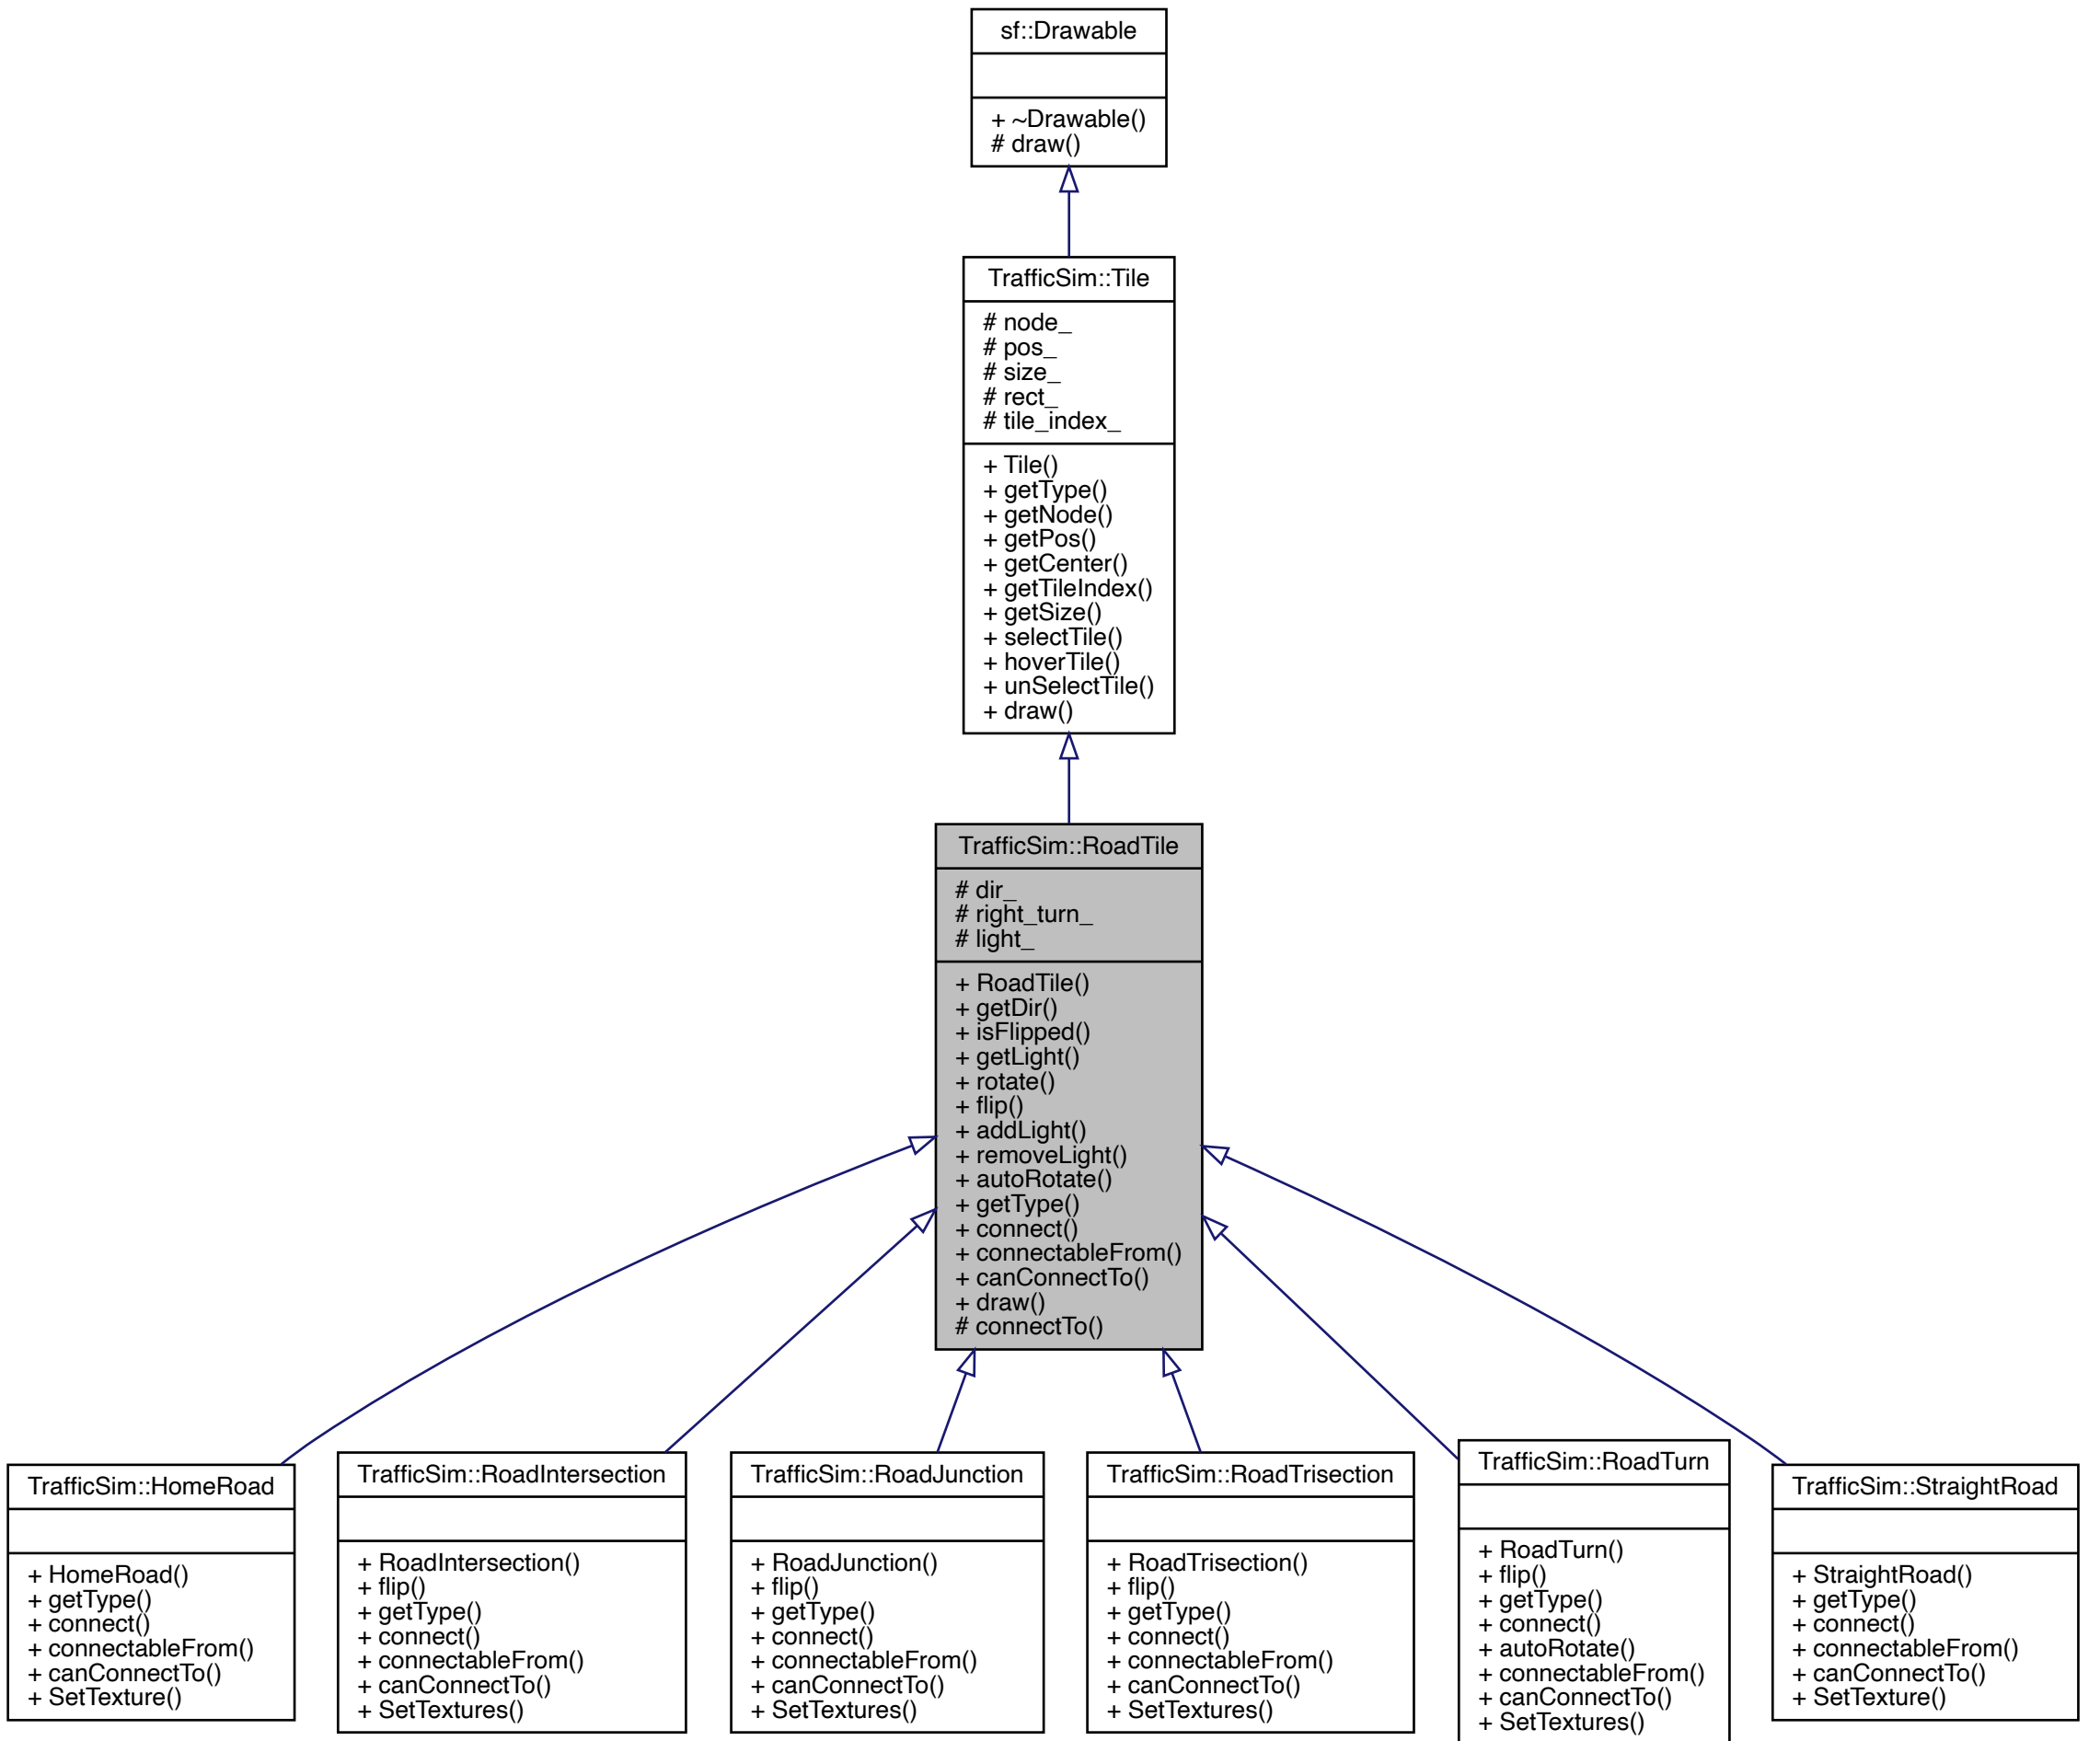 sf::Drawable
+ ~Drawable()
# draw()
TrafficSim::Tile
# node_
# pos_
# size_
# rect_
# tile_index_
+ Tile()
+ getType()
+ getNode()
+ getPos()
+ getCenter()
+ getTileIndex()
+ getSize()
+ selectTile()
+ hoverTile()
+ unSelectTile()
+ draw()
TrafficSim::RoadTile
# dir_
# right_turn_
# light_
+ RoadTile()
+ getDir()
+ isFlipped()
+ getLight()
+ rotate()
+ flip()
+ addLight()
+ removeLight()
+ autoRotate()
+ getType()
+ connect()
+ connectableFrom()
+ canConnectTo()
+ draw()
# connectTo()
TrafficSim::HomeRoad
+ HomeRoad()
+ getType()
+ connect()
+ connectableFrom()
+ canConnectTo()
+ SetTexture()
TrafficSim::RoadIntersection
+ RoadIntersection()
+ flip()
+ getType()
+ connect()
+ connectableFrom()
+ canConnectTo()
+ SetTextures()
TrafficSim::RoadJunction
+ RoadJunction()
+ flip()
+ getType()
+ connect()
+ connectableFrom()
+ canConnectTo()
+ SetTextures()
TrafficSim::RoadTrisection
+ RoadTrisection()
+ flip()
+ getType()
+ connect()
+ connectableFrom()
+ canConnectTo()
+ SetTextures()
TrafficSim::RoadTurn
+ RoadTurn()
+ flip()
+ getType()
+ connect()
+ autoRotate()
+ connectableFrom()
+ canConnectTo()
+ SetTextures()
TrafficSim::StraightRoad
+ StraightRoad()
+ getType()
+ connect()
+ connectableFrom()
+ canConnectTo()
+ SetTexture()